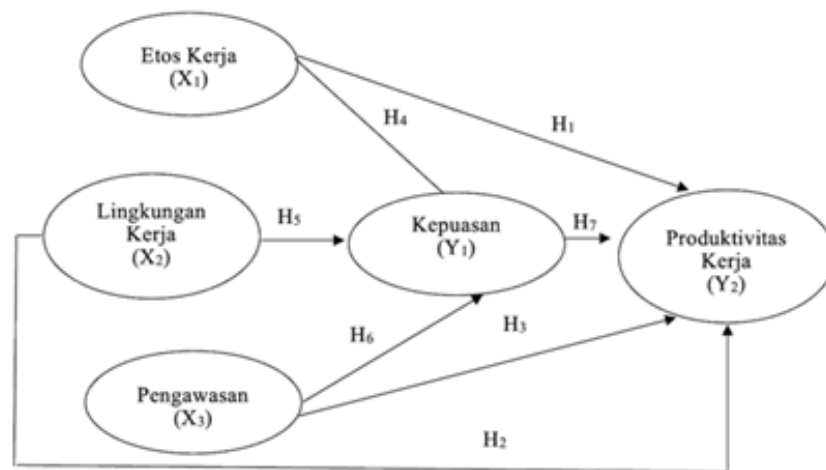 Etos Kerja
(X₁)
H₄
H₁
Lingkungan
Kerja
(X₂)
H₅
Kepuasan
(Y₁)
H₇
Produktivitas
Kerja
(Y₂)
H₆
H₃
Pengawasan
(X₃)
H₂